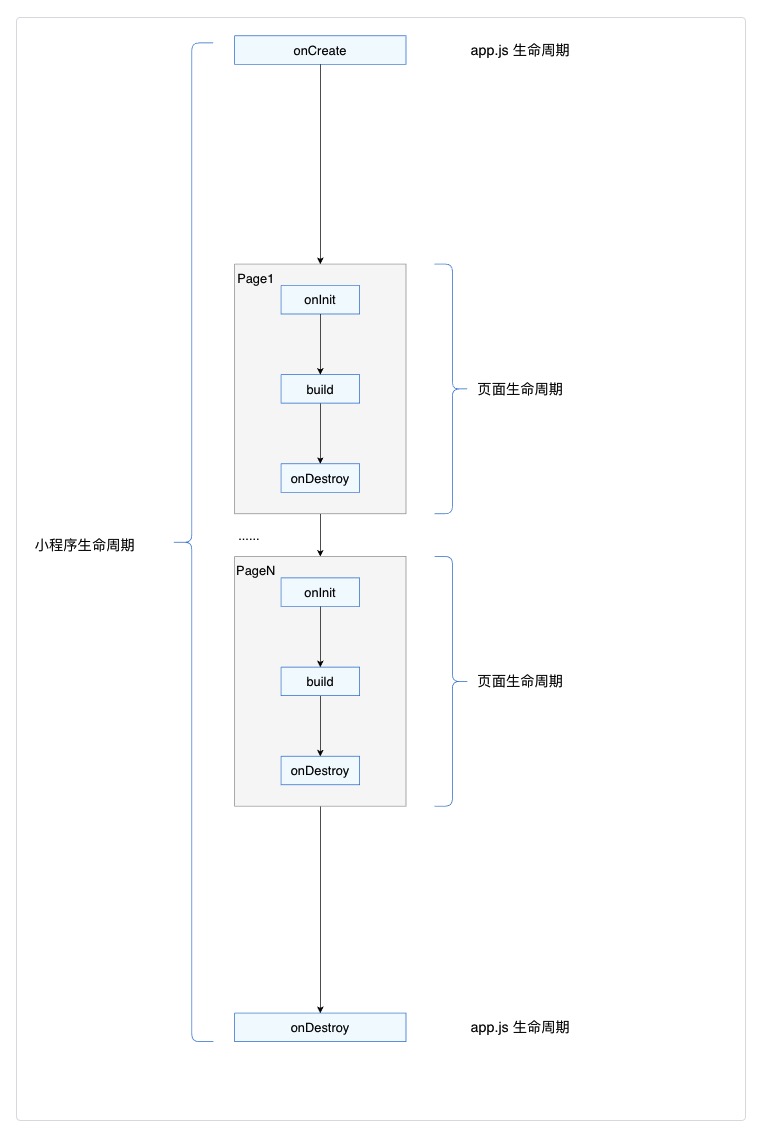 onCreate
app.js 生命周期
Page1
onInit
build
页面生命周期
onDestroy
......
小程序生命周期
PageN
onInit
build
页面生命周期
onDestroy
onDestroy
app.js 生命周期